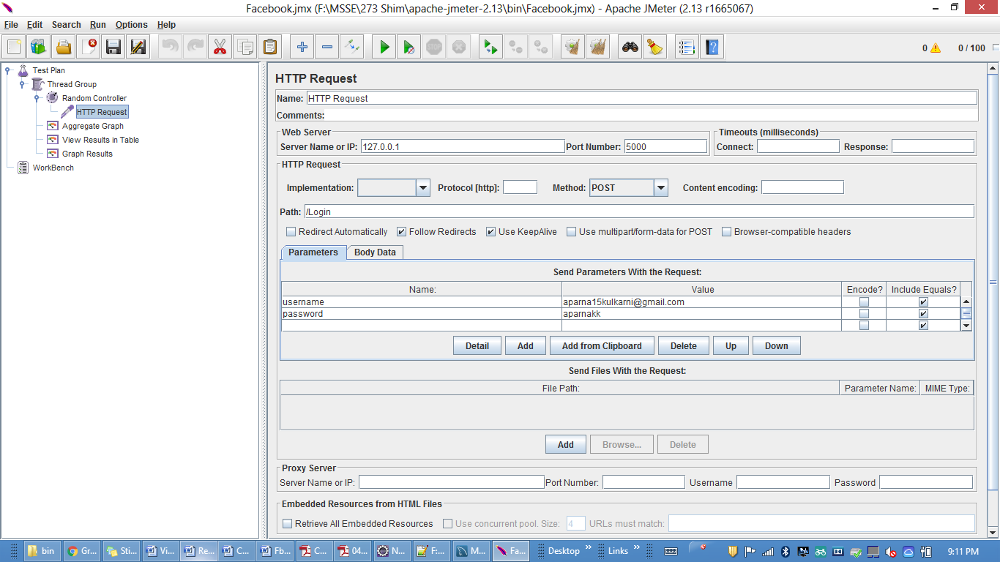 Facebook.jmx (F:\MSSE\273 Shim\apache-jmeter-2.13\bin\Facebook.jmx) - Apache JMeter (2.13 r1665067)
File Edit Search Run Options Help
0 0 / 100
Test Plan
Thread Group
Random Controller
HTTP Request
Aggregate Graph
View Results in Table
Graph Results
WorkBench
HTTP Request
Name: HTTP Request
Comments:
Web Server
Server Name or IP: 127.0.0.1 Port Number: 5000
Timeouts (milliseconds)
Connect: Response:
HTTP Request
Implementation: Protocol [http]: Method: POST Content encoding:
Path: /Login
Redirect Automatically Follow Redirects Use KeepAlive Use multipart/form-data for POST Browser-compatible headers
Parameters Body Data
Send Parameters With the Request:
Name: Value Encode? Include Equals?
username aparna15kulkarni@gmail.com
password aparnakk
Detail Add Add from Clipboard Delete Up Down
Send Files With the Request:
File Path: Parameter Name: MIME Type:
Add Browse... Delete
Proxy Server
Server Name or IP: Port Number: Username Password
Embedded Resources from HTML Files
Retrieve All Embedded Resources Use concurrent pool. Size: 4 URLs must match:
bin Gr... Sti... Vi... Re... C... Fb... C... 04... N... F:... M... Fa... Desktop » Links » 9:11 PM